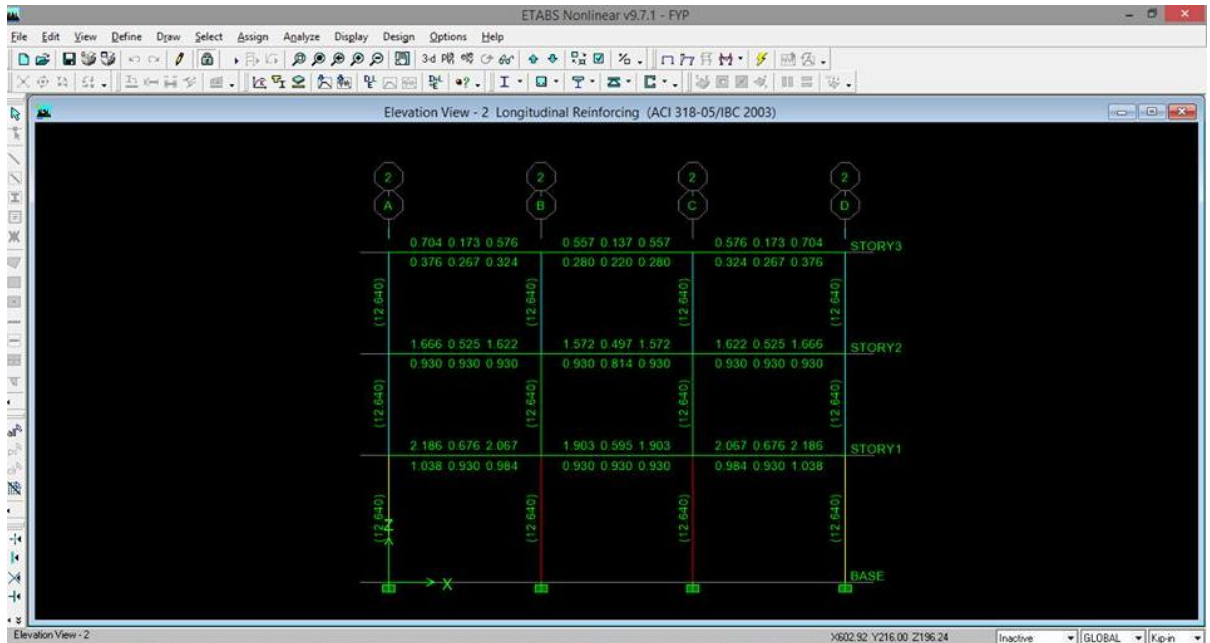 ETABS Nonlinear v9.7.1 - FYP
File Edit View Define Draw Select Assign Analyze Display Design Options Help
3-d
Elevation View - 2 Longitudinal Reinforcing (ACI 318-05/IBC 2003)
2 2 2 2
A B C D
0.704 0.173 0.576 0.557 0.137 0.557 0.576 0.173 0.704 STORY3
0.376 0.267 0.324 0.280 0.220 0.280 0.324 0.267 0.376
(12.640) (12.640) (12.640) (12.640)
1.666 0.525 1.622 1.572 0.497 1.572 1.622 0.525 1.666 STORY2
0.930 0.930 0.930 0.930 0.814 0.930 0.930 0.930 0.930
(12.640) (12.640) (12.640) (12.640)
2.186 0.676 2.067 1.903 0.595 1.903 2.067 0.676 2.186 STORY1
1.038 0.930 0.984 0.930 0.930 0.930 0.984 0.930 1.038
(12.640) (12.640) (12.640) (12.640)
Z
X
BASE
Elevation View - 2 X602.92 Y216.00 Z196.24 Inactive GLOBAL Kip-in